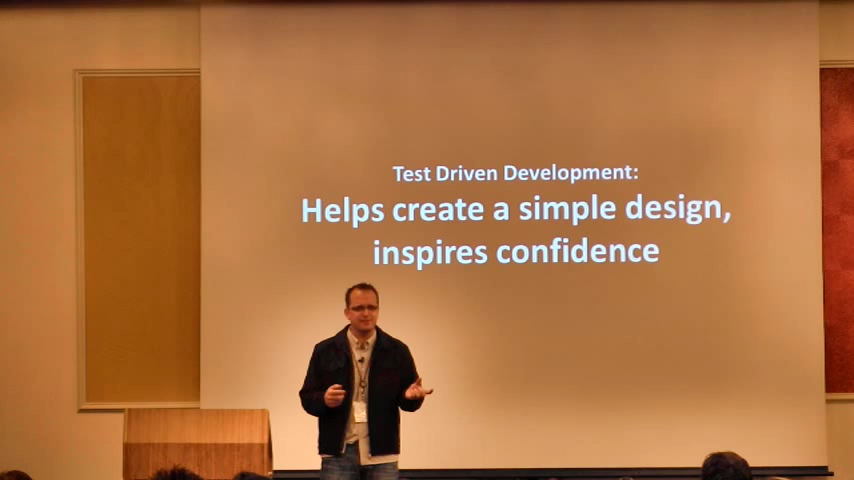 Test Driven Development:
Helps create a simple design,
inspires confidence